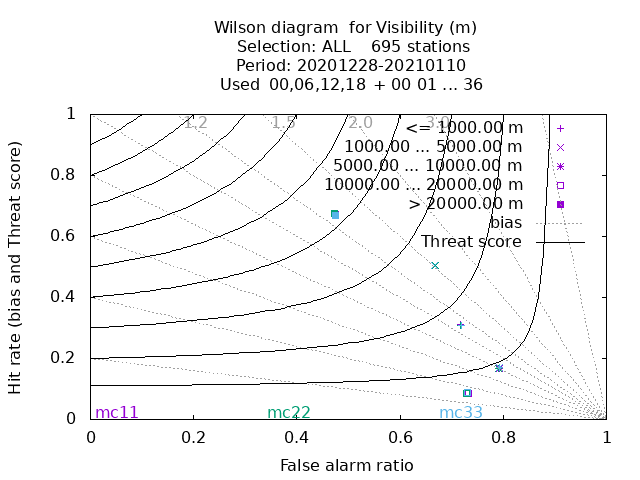 Wilson diagram  for Visibility (m)
Selection: ALL    695 stations
Period: 20201228-20210110
Used  00,06,12,18 + 00 01 ... 36
1.2 1.5 2.0 3.0
<= 1000.00 m
1000.00 ... 5000.00 m
5000.00 ... 10000.00 m
10000.00 ... 20000.00 m
> 20000.00 m
bias
Threat score
Hit rate (bias and Threat score)
1
0.8
0.6
0.4
0.2
0
mc11 mc22 mc33
0 0.2 0.4 0.6 0.8 1
False alarm ratio